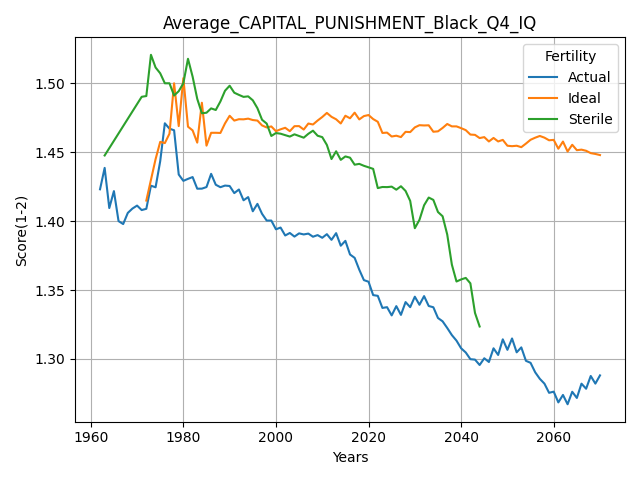 Average_CAPITAL_PUNISHMENT_Black_Q4_IQ
Fertility
Actual
Ideal
Sterile
Score(1-2)
1.50
1.45
1.40
1.35
1.30
1960
1980
2000
2020
2040
2060
Years